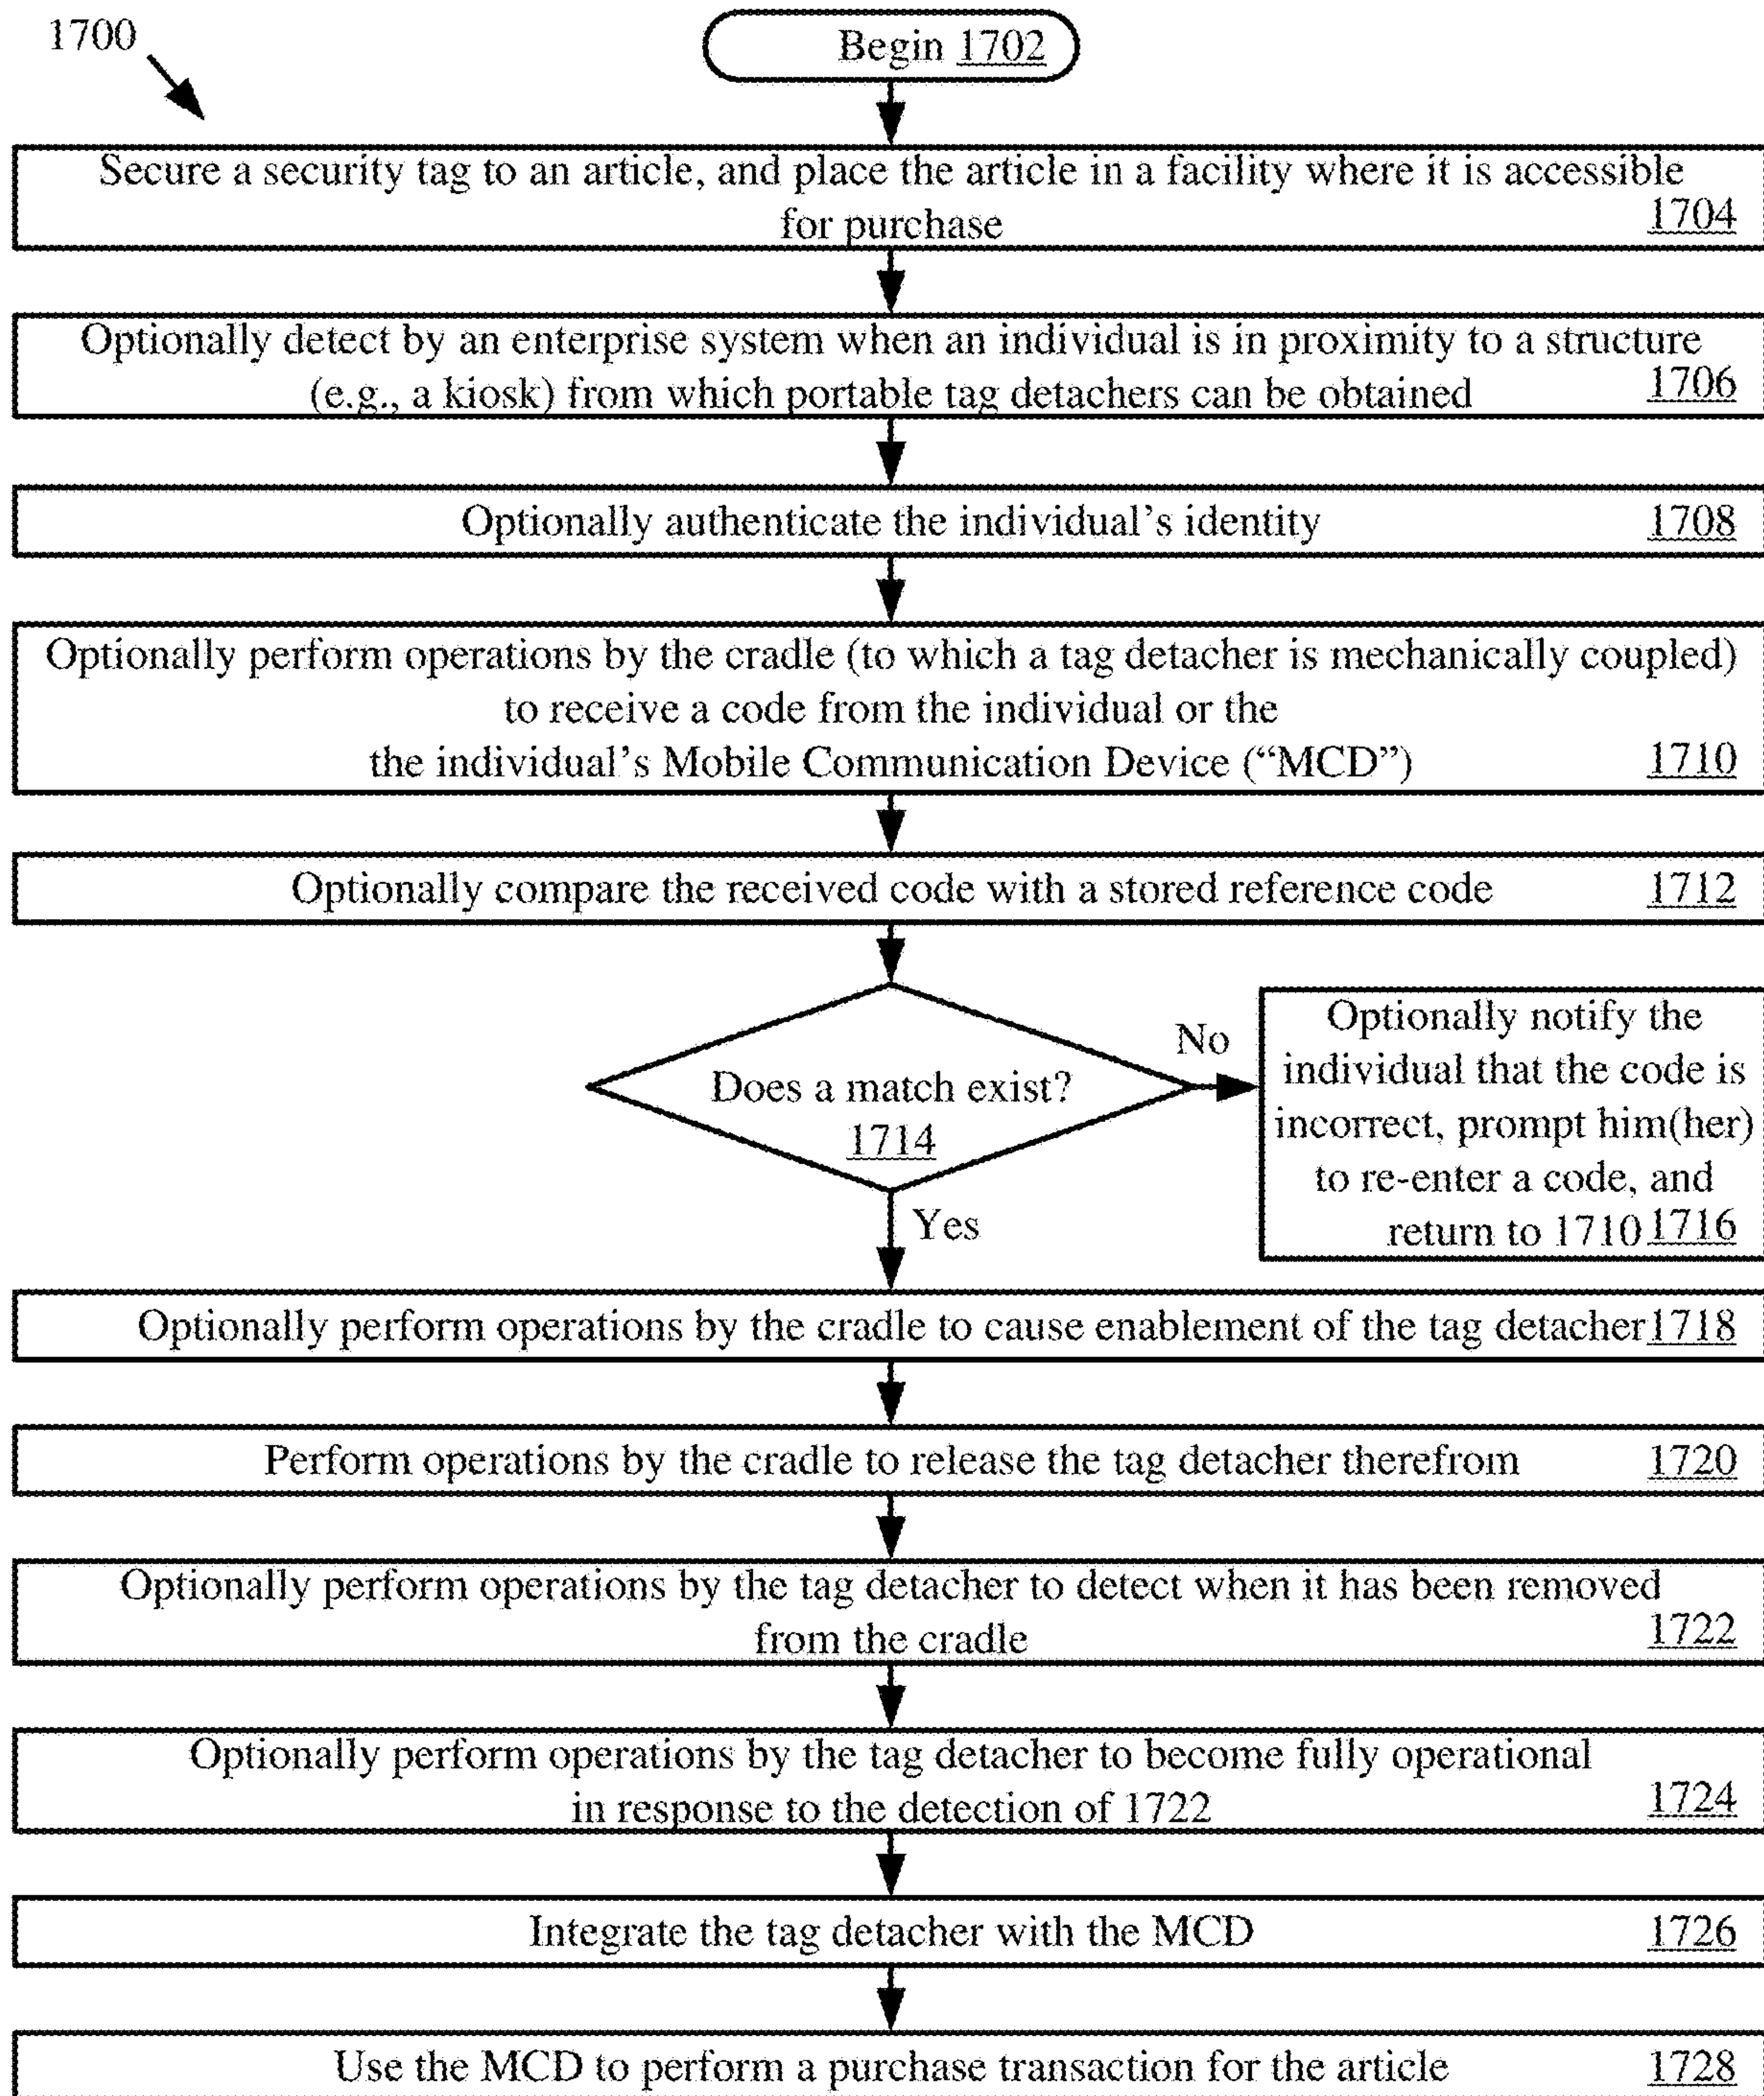 1700
Begin 1702
Secure a security tag to an article, and place the article in a facility where it is accessible
for purchase 1704
Optionally detect by an enterprise system when an individual is in proximity to a structure
(e.g., a kiosk) from which portable tag detachers can be obtained 1706
Optionally authenticate the individual's identity 1708
Optionally perform operations by the cradle (to which a tag detacher is mechanically coupled)
to receive a code from the individual or the
the individual's Mobile Communication Device (“MCD”) 1710
Optionally compare the received code with a stored reference code 1712
Does a match exist?
1714
No
Optionally notify the
individual that the code is
incorrect, prompt him(her)
to re-enter a code, and
return to 1710 1716
Yes
Optionally perform operations by the cradle to cause enablement of the tag detacher 1718
Perform operations by the cradle to release the tag detacher therefrom 1720
Optionally perform operations by the tag detacher to detect when it has been removed
from the cradle 1722
Optionally perform operations by the tag detacher to become fully operational
in response to the detection of 1722 1724
Integrate the tag detacher with the MCD 1726
Use the MCD to perform a purchase transaction for the article 1728